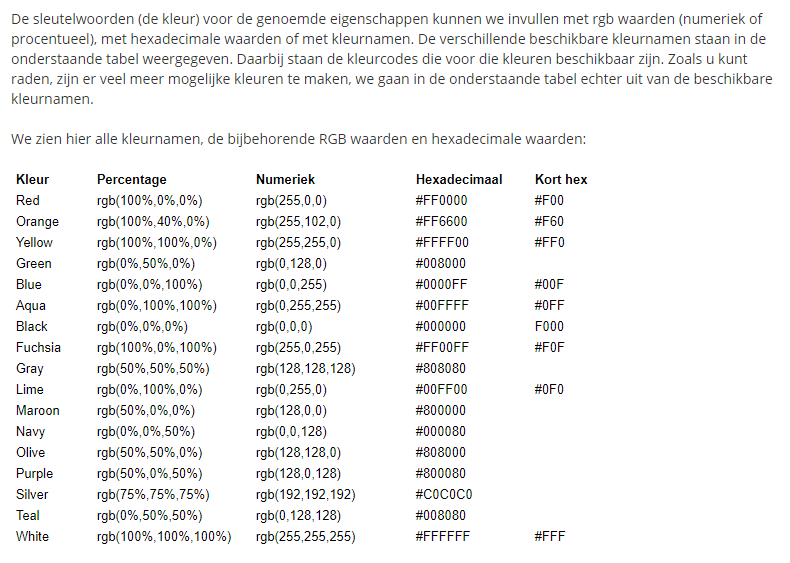 De sleutelwoorden (de kleur) voor de genoemde eigenschappen kunnen we invullen met rgb waarden (numeriek of
procentueel), met hexadecimale waarden of met kleurnamen. De verschillende beschikbare kleurnamen staan in de
onderstaande tabel weergegeven. Daarbij staan de kleurcodes die voor die kleuren beschikbaar zijn. Zoals u kunt
raden, zijn er veel meer mogelijke kleuren te maken, we gaan in de onderstaande tabel echter uit van de beschikbare
kleurnamen.
We zien hier alle kleurnamen, de bijbehorende RGB waarden en hexadecimale waarden:
Kleur Percentage Numeriek Hexadecimaal Kort hex
Red rgb(100%,0%,0%) rgb(255,0,0) #FF0000 #F00
Orange rgb(100%,40%,0%) rgb(255,102,0) #FF6600 #F60
Yellow rgb(100%,100%,0%) rgb(255,255,0) #FFFF00 #FF0
Green rgb(0%,50%,0%) rgb(0,128,0) #008000
Blue rgb(0%,0%,100%) rgb(0,0,255) #0000FF #00F
Aqua rgb(0%,100%,100%) rgb(0,255,255) #00FFFF #0FF
Black rgb(0%,0%,0%) rgb(0,0,0) #000000 F000
Fuchsia rgb(100%,0%,100%) rgb(255,0,255) #FF00FF #F0F
Gray rgb(50%,50%,50%) rgb(128,128,128) #808080
Lime rgb(0%,100%,0%) rgb(0,255,0) #00FF00 #0F0
Maroon rgb(50%,0%,0%) rgb(128,0,0) #800000
Navy rgb(0%,0%,50%) rgb(0,0,128) #000080
Olive rgb(50%,50%,0%) rgb(128,128,0) #808000
Purple rgb(50%,0%,50%) rgb(128,0,128) #800080
Silver rgb(75%,75%,75%) rgb(192,192,192) #C0C0C0
Teal rgb(0%,50%,50%) rgb(0,128,128) #008080
White rgb(100%,100%,100%) rgb(255,255,255) #FFFFFF #FFF